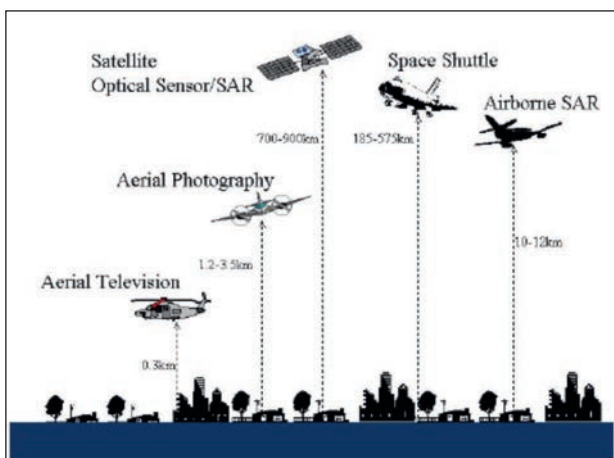 Satellite
Optical Sensor/SAR
Space Shuttle
Airborne SAR
700-900km
185-575km
Aerial Photography
10-12km
1.2-3.5km
Aerial Television
0.3km